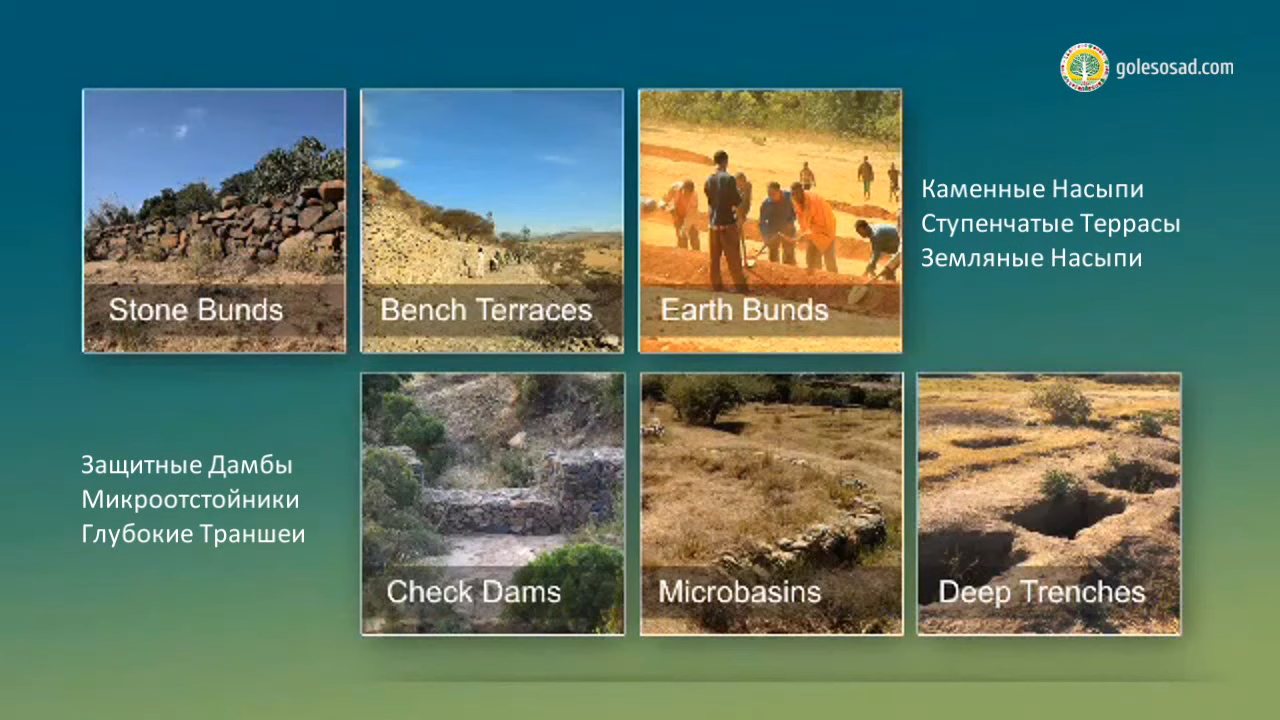 golesosad.com
Stone Bunds
Bench Terraces
Earth Bunds
Каменные Насыпи
Ступенчатые Террасы
Земляные Насыпи
Защитные Дамбы
Микроотстойники
Глубокие Траншеи
Check Dams
Microbasins
Deep Trenches